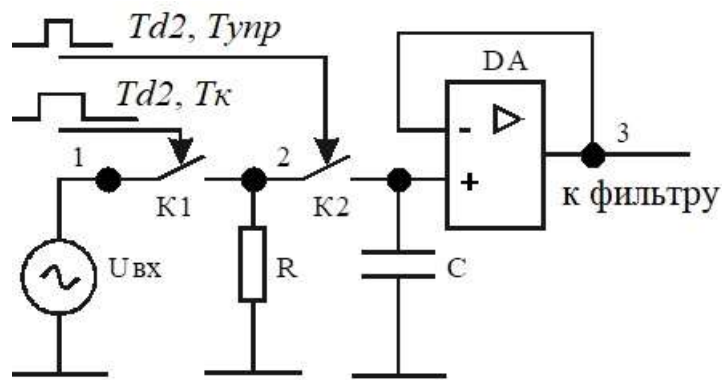 Td2, Tупр
Td2, Tк
DA
1
2
3
-
+
К1
К2
к фильтру
Uвх
R
C